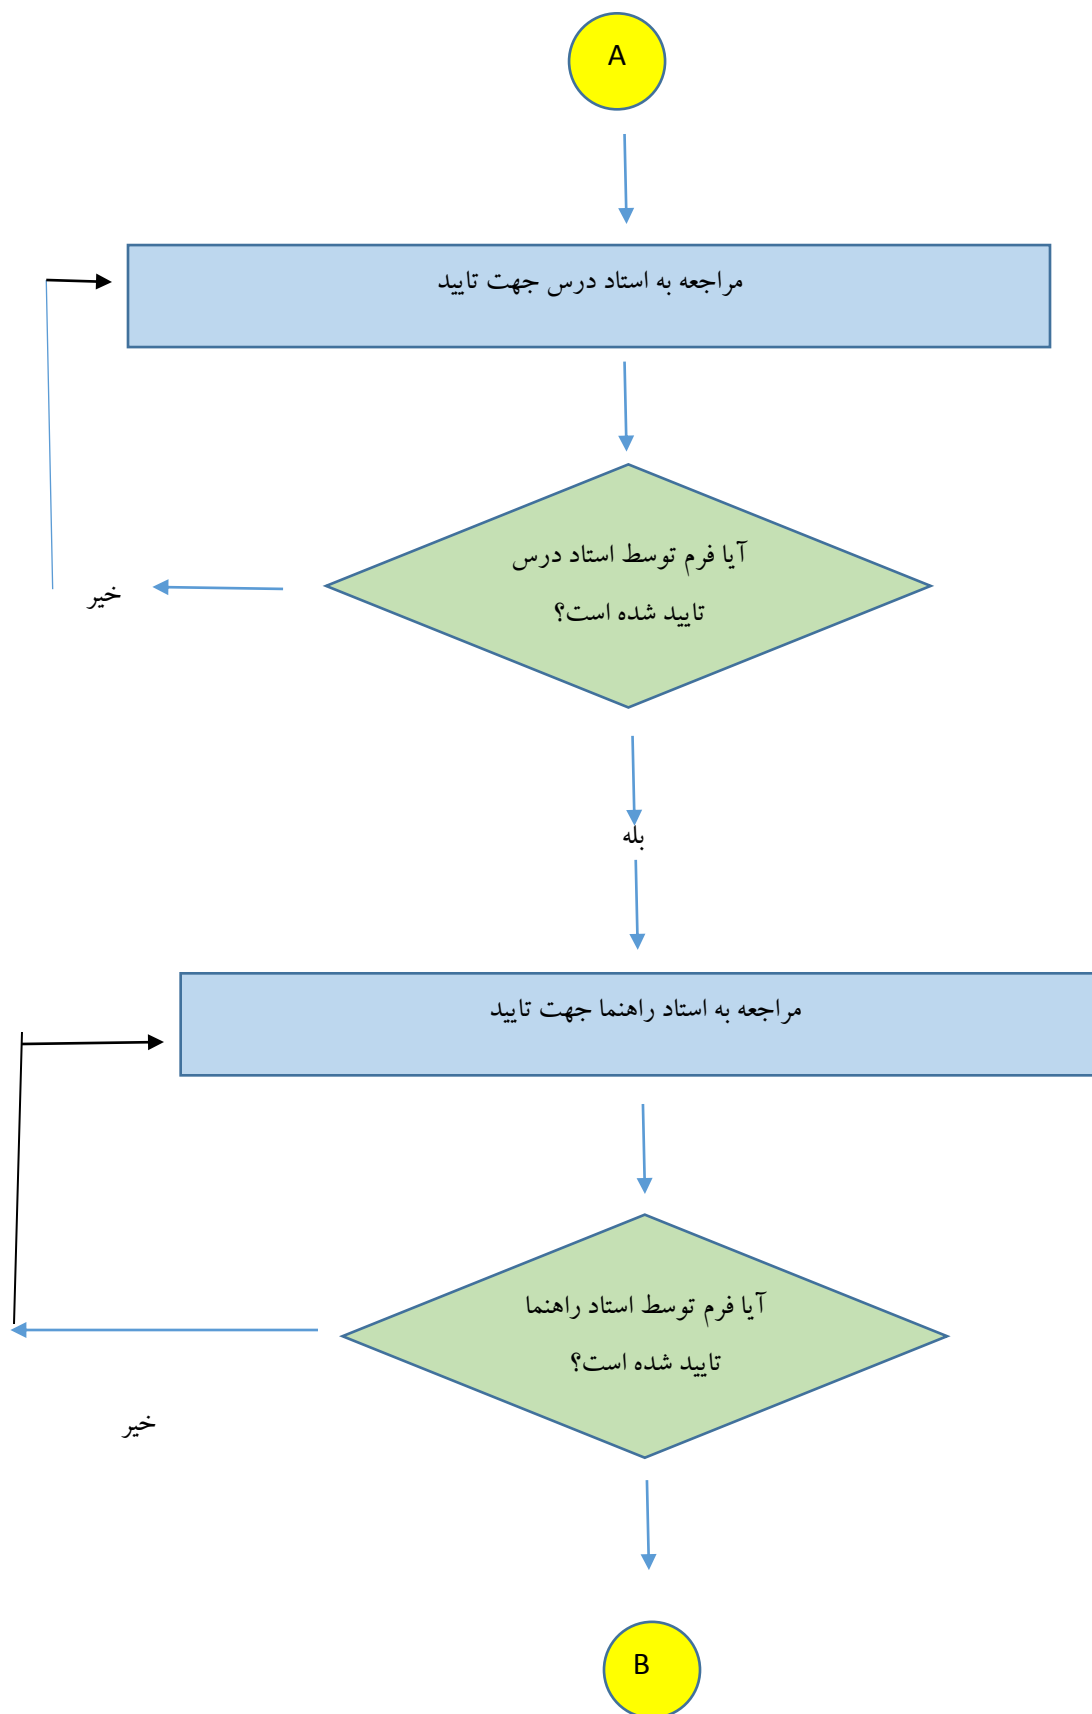 A
مراجعه به استاد درس جهت تایید
آیا فرم توسط استاد درس
تایید شده است؟
خیر
بله
مراجعه به استاد راهنما جهت تایید
آیا فرم توسط استاد راهنما
تایید شده است؟
خیر
B